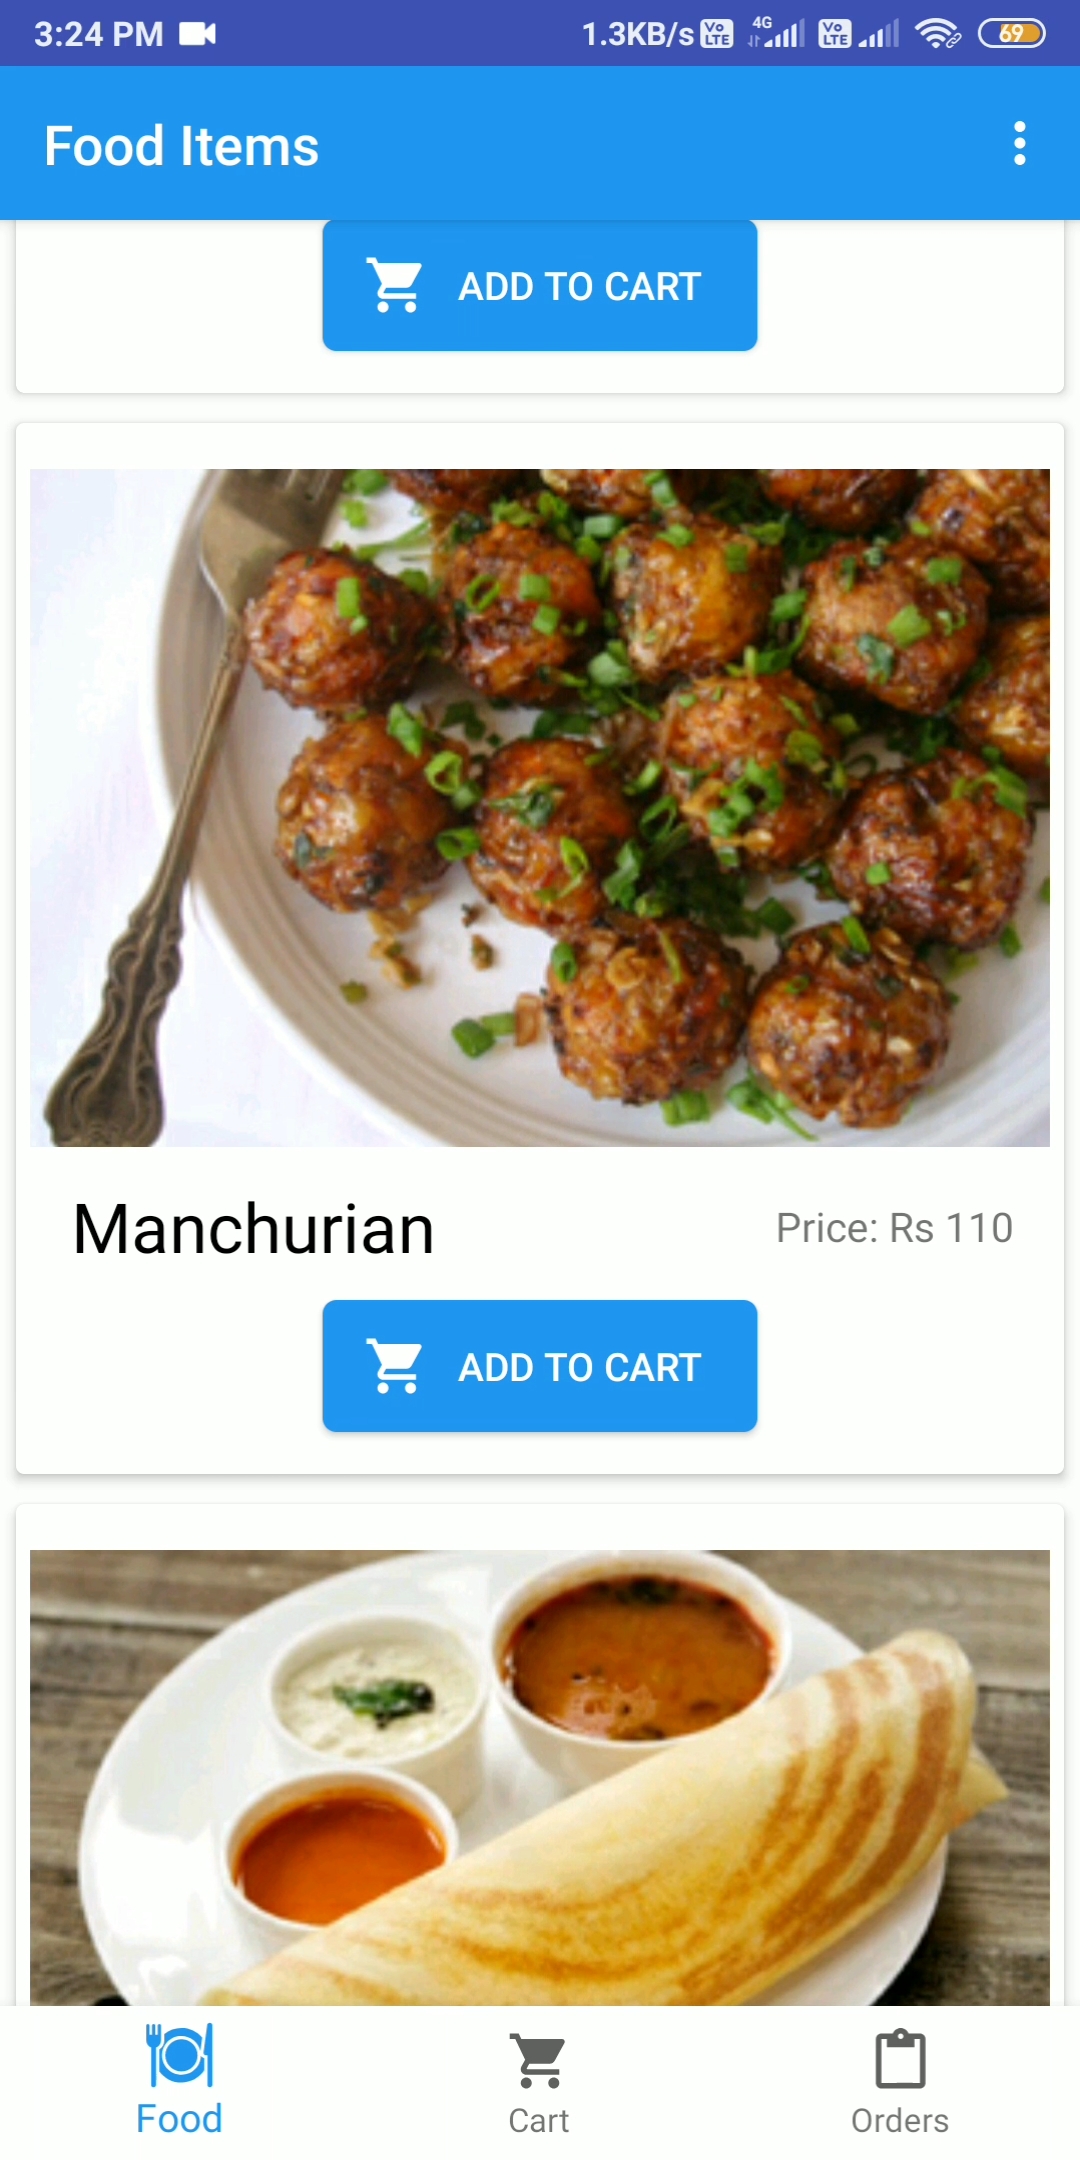 3:24 PM 1.3KB/s Vo LTE 4G Vo LTE 69
Food Items
ADD TO CART
Manchurian
Price: Rs 110
ADD TO CART
Food
Cart
Orders